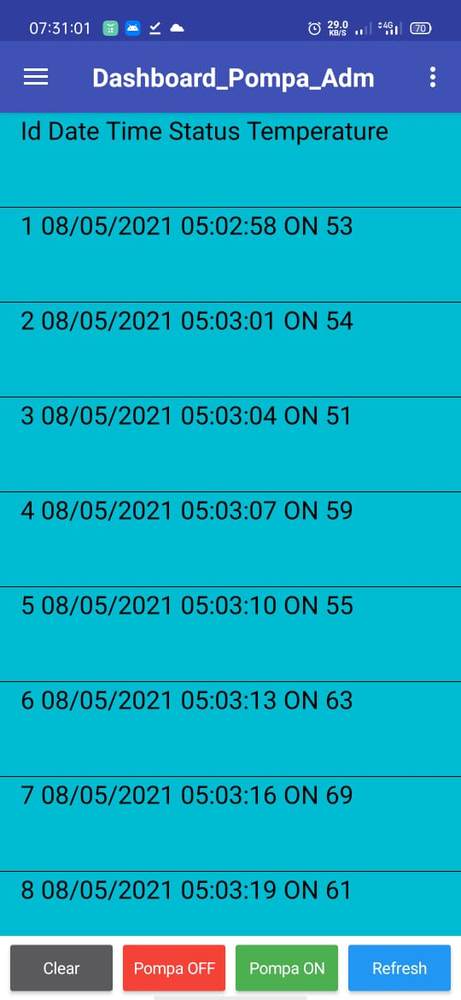 07:31:01 29.0 KB/S 4G 70
Dashboard_Pompa_Adm
Id Date Time Status Temperature
1 08/05/2021 05:02:58 ON 53
2 08/05/2021 05:03:01 ON 54
3 08/05/2021 05:03:04 ON 51
4 08/05/2021 05:03:07 ON 59
5 08/05/2021 05:03:10 ON 55
6 08/05/2021 05:03:13 ON 63
7 08/05/2021 05:03:16 ON 69
8 08/05/2021 05:03:19 ON 61
Clear Pompa OFF Pompa ON Refresh